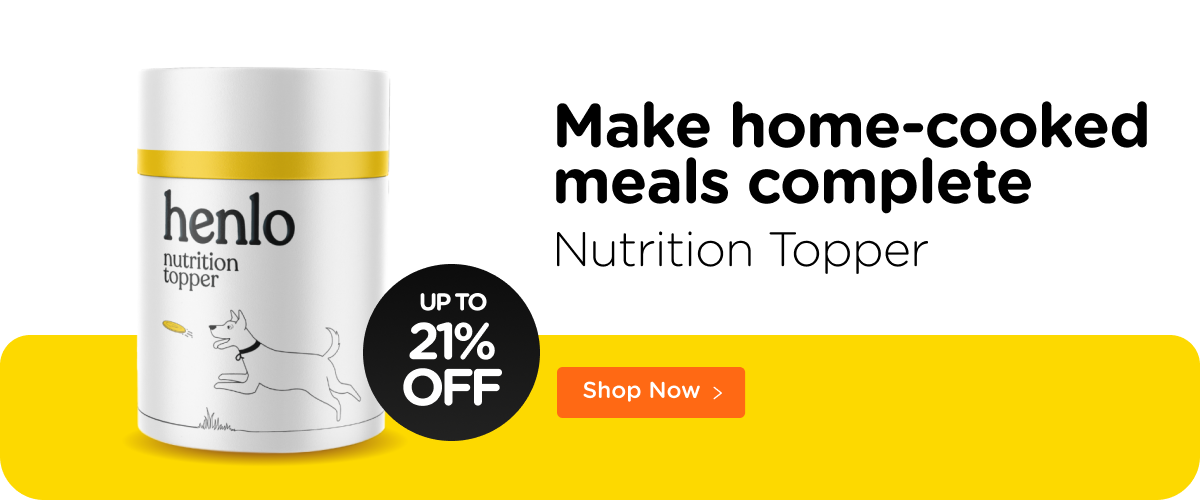 henlo
nutrition
topper
UP TO
21%
OFF
Make home-cooked
meals complete
Nutrition Topper
Shop Now >